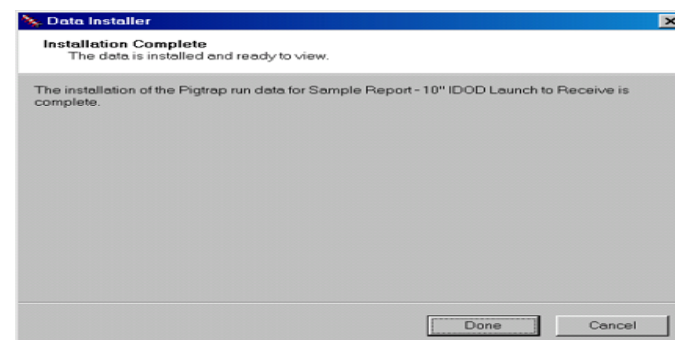 Data Installer
Installation Complete
The data is installed and ready to view.
The installation of the Pigtrap run data for Sample Report - 10" IDOD Launch to Receive is
complete.
Done
Cancel